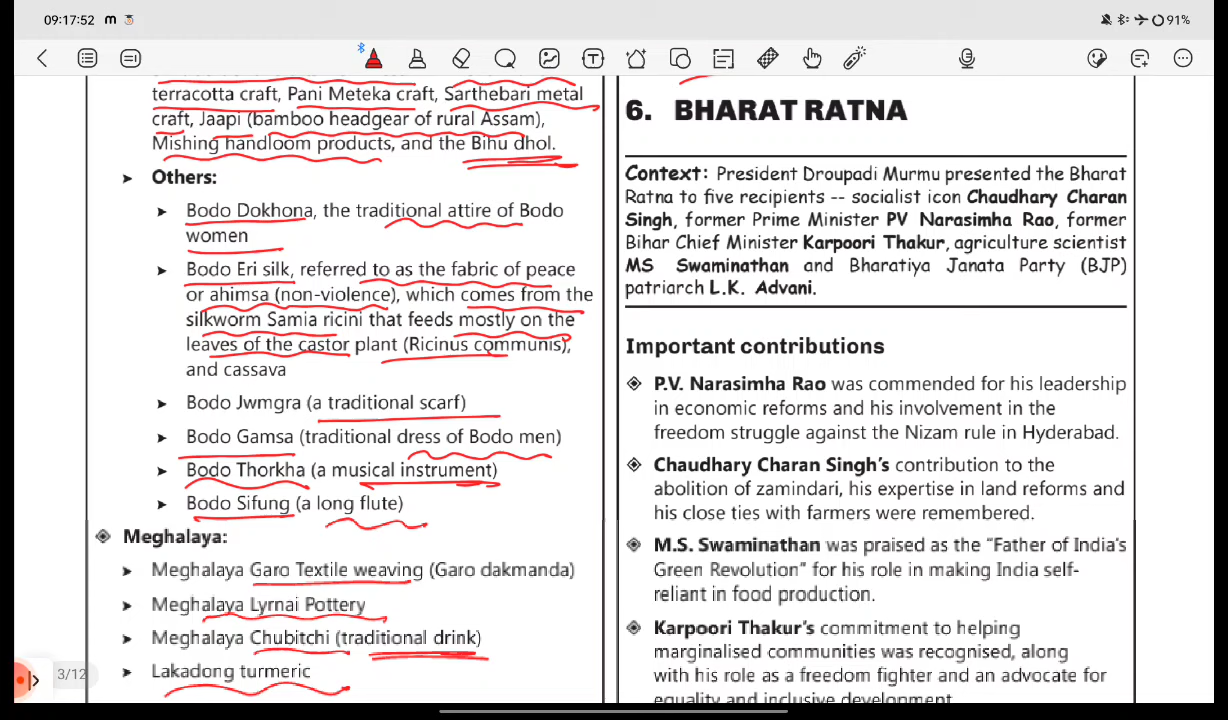 09:17:52 m
91%
terracotta craft, Pani Meteka craft, Sarthebari metal
craft, Jaapi (bamboo headgear of rural Assam),
Mishing handloom products, and the Bihu dhol.
➤ Others:
➤ Bodo Dokhona, the traditional attire of Bodo
women
➤ Bodo Eri silk, referred to as the fabric of peace
or ahimsa (non-violence), which comes from the
silkworm Samia ricini that feeds mostly on the
leaves of the castor plant (Ricinus communis),
and cassava
➤ Bodo Jwmgra (a traditional scarf)
➤ Bodo Gamsa (traditional dress of Bodo men)
➤ Bodo Thorkha (a musical instrument)
➤ Bodo Sifung (a long flute)
Meghalaya:
➤ Meghalaya Garo Textile weaving (Garo dakmanda)
➤ Meghalaya Lyrnai Pottery
➤ Meghalaya Chubitchi (traditional drink)
➤ Lakadong turmeric
3/12
6. BHARAT RATNA
Context: President Droupadi Murmu presented the Bharat
Ratna to five recipients -- socialist icon Chaudhary Charan
Singh, former Prime Minister PV Narasimha Rao, former
Bihar Chief Minister Karpoori Thakur, agriculture scientist
MS Swaminathan and Bharatiya Janata Party (BJP)
patriarch L.K. Advani.
Important contributions
P.V. Narasimha Rao was commended for his leadership
in economic reforms and his involvement in the
freedom struggle against the Nizam rule in Hyderabad.
Chaudhary Charan Singh's contribution to the
abolition of zamindari, his expertise in land reforms and
his close ties with farmers were remembered.
M.S. Swaminathan was praised as the "Father of India's
Green Revolution" for his role in making India self-
reliant in food production.
Karpoori Thakur's commitment to helping
marginalised communities was recognised, along
with his role as a freedom fighter and an advocate for
equality and inclusive development.